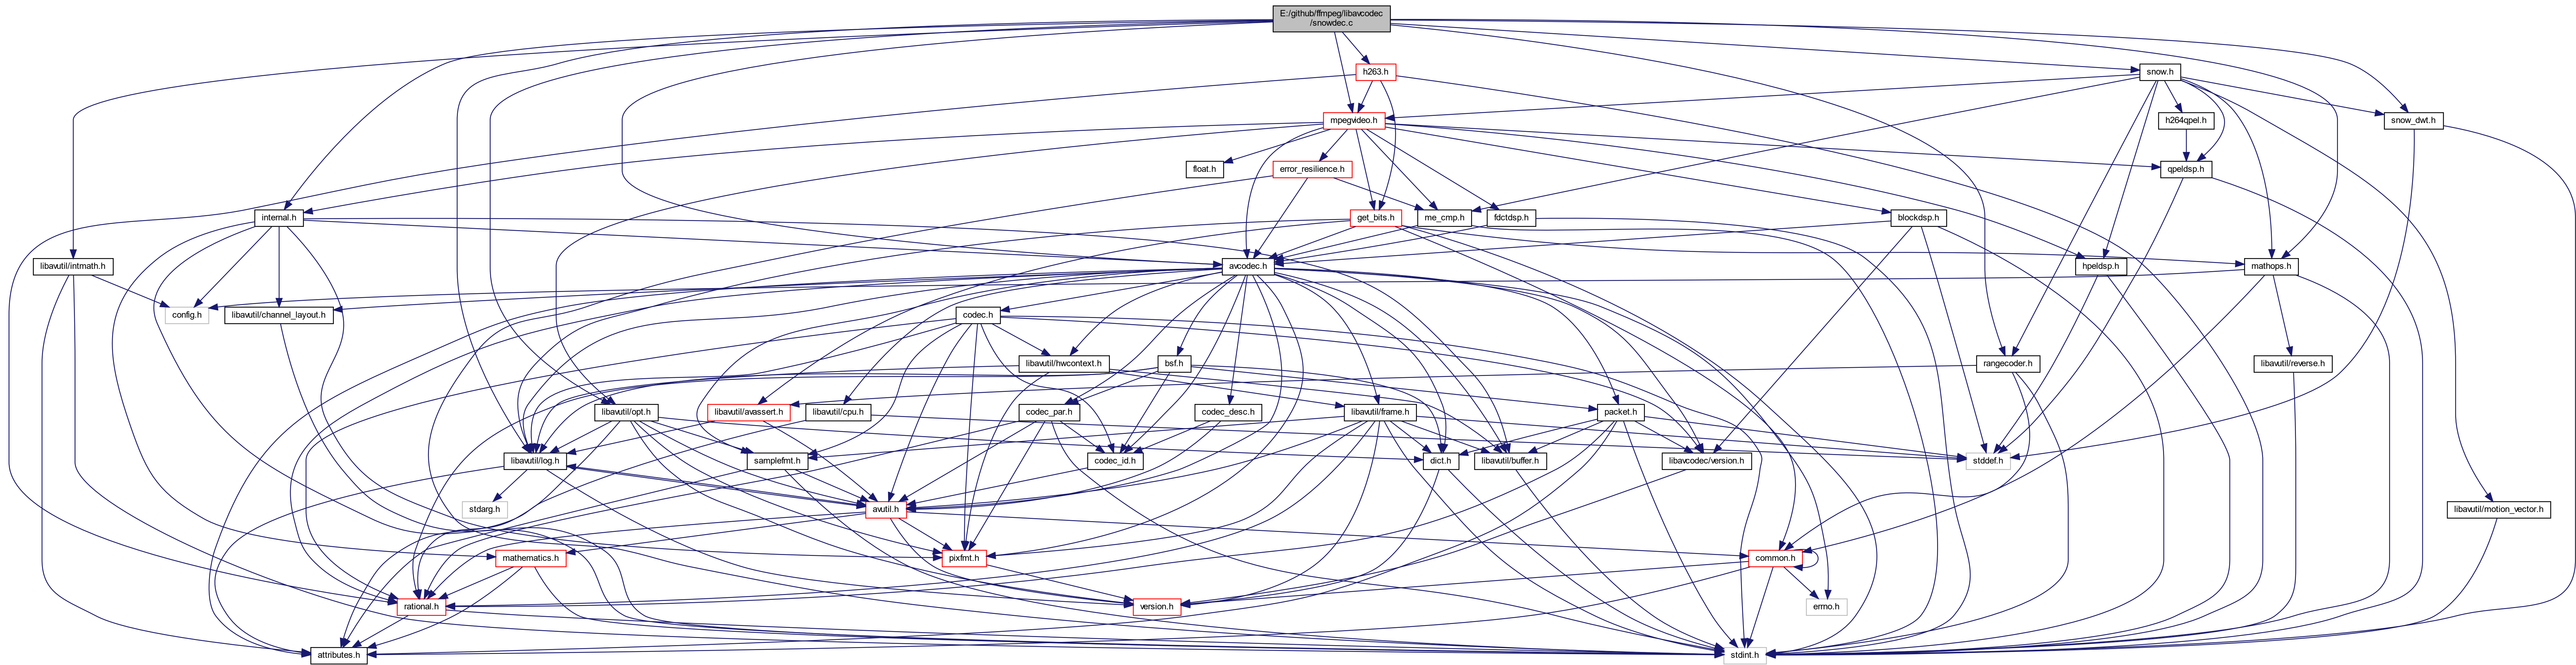 E:/github/ffmpeg/libavcodec
/snowdec.c
h263.h
snow.h
mpegvideo.h
h264qpel.h
snow_dwt.h
float.h
error_resilience.h
qpeldsp.h
internal.h
get_bits.h
me_cmp.h
fdctdsp.h
blockdsp.h
libavutil/intmath.h
avcodec.h
hpeldsp.h
mathops.h
config.h
libavutil/channel_layout.h
codec.h
libavutil/hwcontext.h
bsf.h
rangecoder.h
libavutil/reverse.h
libavutil/opt.h
libavutil/avassert.h
libavutil/cpu.h
codec_par.h
codec_desc.h
libavutil/frame.h
packet.h
libavutil/log.h
samplefmt.h
codec_id.h
dict.h
libavutil/buffer.h
libavcodec/version.h
stddef.h
stdarg.h
avutil.h
libavutil/motion_vector.h
mathematics.h
pixfmt.h
common.h
rational.h
version.h
errno.h
attributes.h
stdint.h